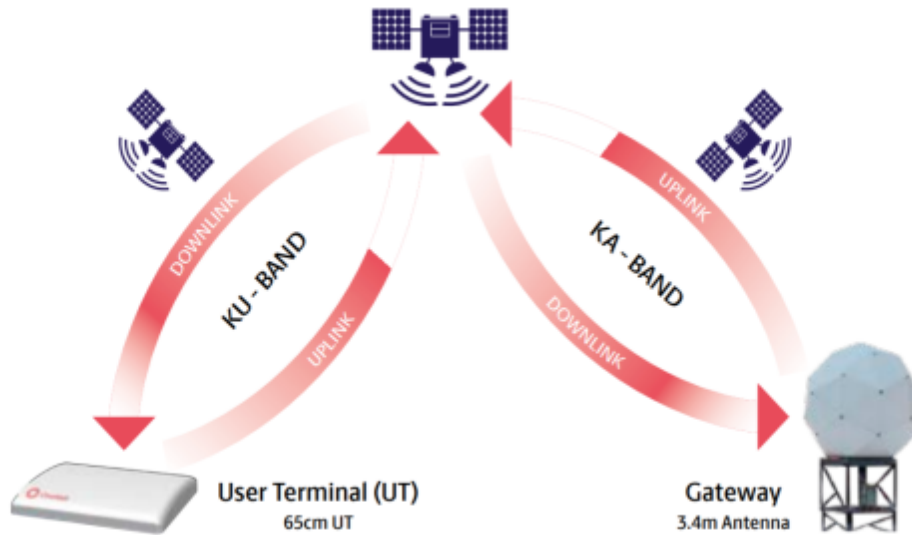 DOWNLINK
KU - BAND
UPLINK
UPLINK
KA - BAND
DOWNLINK
User Terminal (UT)
65cm UT
Gateway
3.4m Antenna